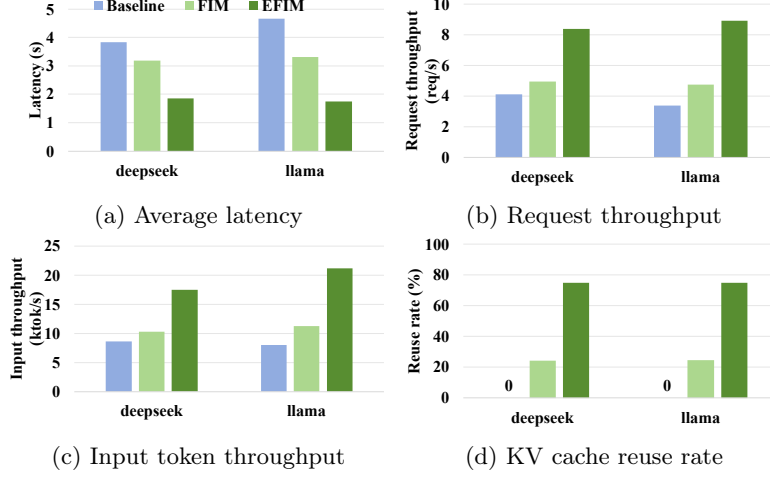 Baseline FIM EFIM
Latency (s)
5
4
3
2
1
0
deepseek llama
(a) Average latency
Request throughput
(req/s)
10
8
6
4
2
0
deepseek llama
(b) Request throughput
Input throughput
(ktok/s)
25
20
15
10
5
0
deepseek llama
(c) Input token throughput
Reuse rate (%)
100
80
60
40
20
0
0 0
deepseek llama
(d) KV cache reuse rate